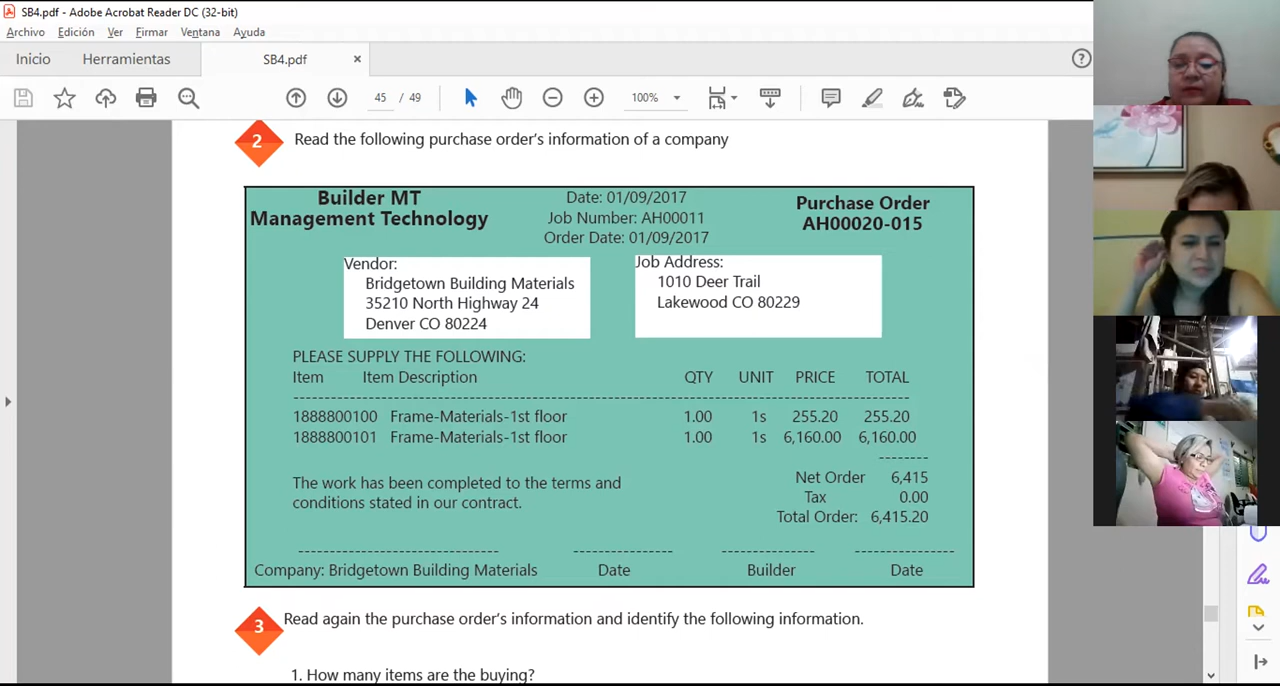 SB4.pdf - Adobe Acrobat Reader DC (32-bit)
Archivo Edición Ver Firmar Ventana Ayuda
Inicio Herramientas SB4.pdf ×
45 / 49 100%
2 Read the following purchase order's information of a company
Builder MT
Management Technology
Date: 01/09/2017
Job Number: AH00011
Order Date: 01/09/2017
Purchase Order
AH00020-015
Vendor:
Bridgetown Building Materials
35210 North Highway 24
Denver CO 80224
Job Address:
1010 Deer Trail
Lakewood CO 80229
PLEASE SUPPLY THE FOLLOWING:
Item Item Description QTY UNIT PRICE TOTAL
1888800100 Frame-Materials-1st floor 1.00 1s 255.20 255.20
1888800101 Frame-Materials-1st floor 1.00 1s 6,160.00 6,160.00
The work has been completed to the terms and
conditions stated in our contract.
Net Order 6,415
Tax 0.00
Total Order: 6,415.20
Company: Bridgetown Building Materials Date Builder Date
3 Read again the purchase order's information and identify the following information.
1. How many items are the buying?